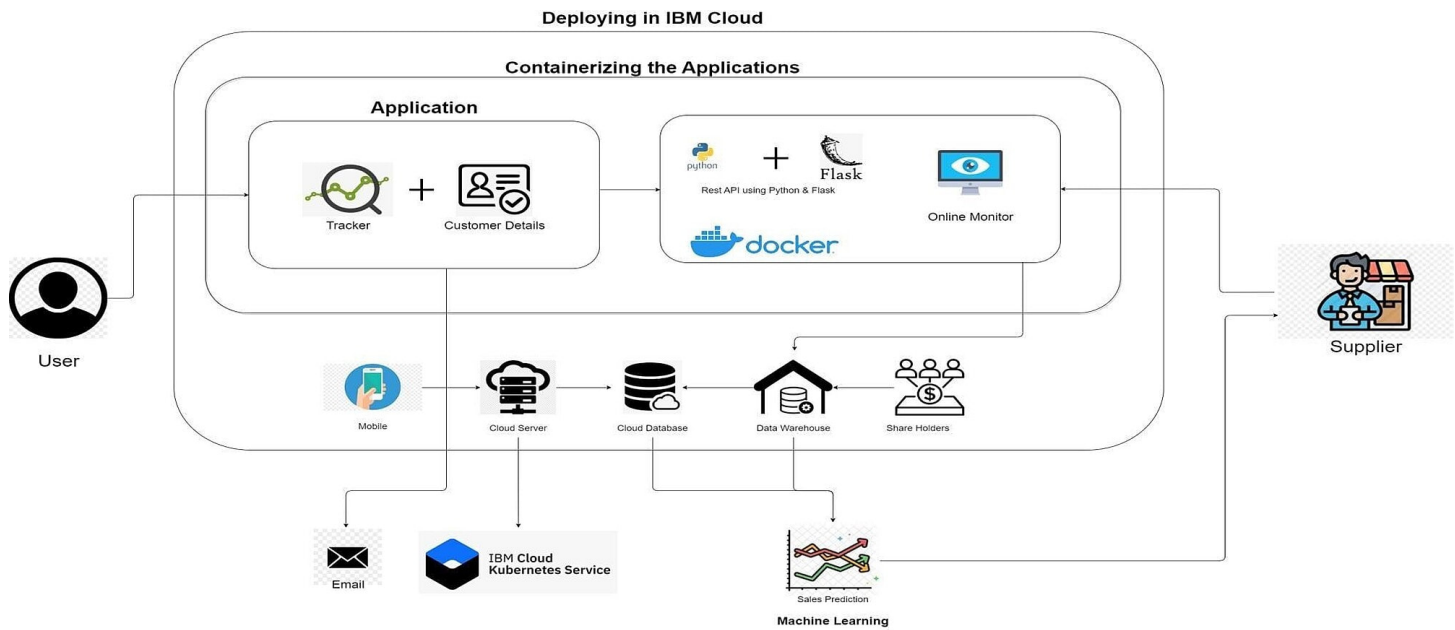 Deploying in IBM Cloud
Containerizing the Applications
Application
python
Flask
Rest API using Python & Flask
Tracker
Customer Details
Online Monitor
docker
User
Supplier
Mobile
Cloud Server
Cloud Database
Data Warehouse
Share Holders
Email
IBM Cloud
Kubernetes Service
Sales Prediction
Machine Learning